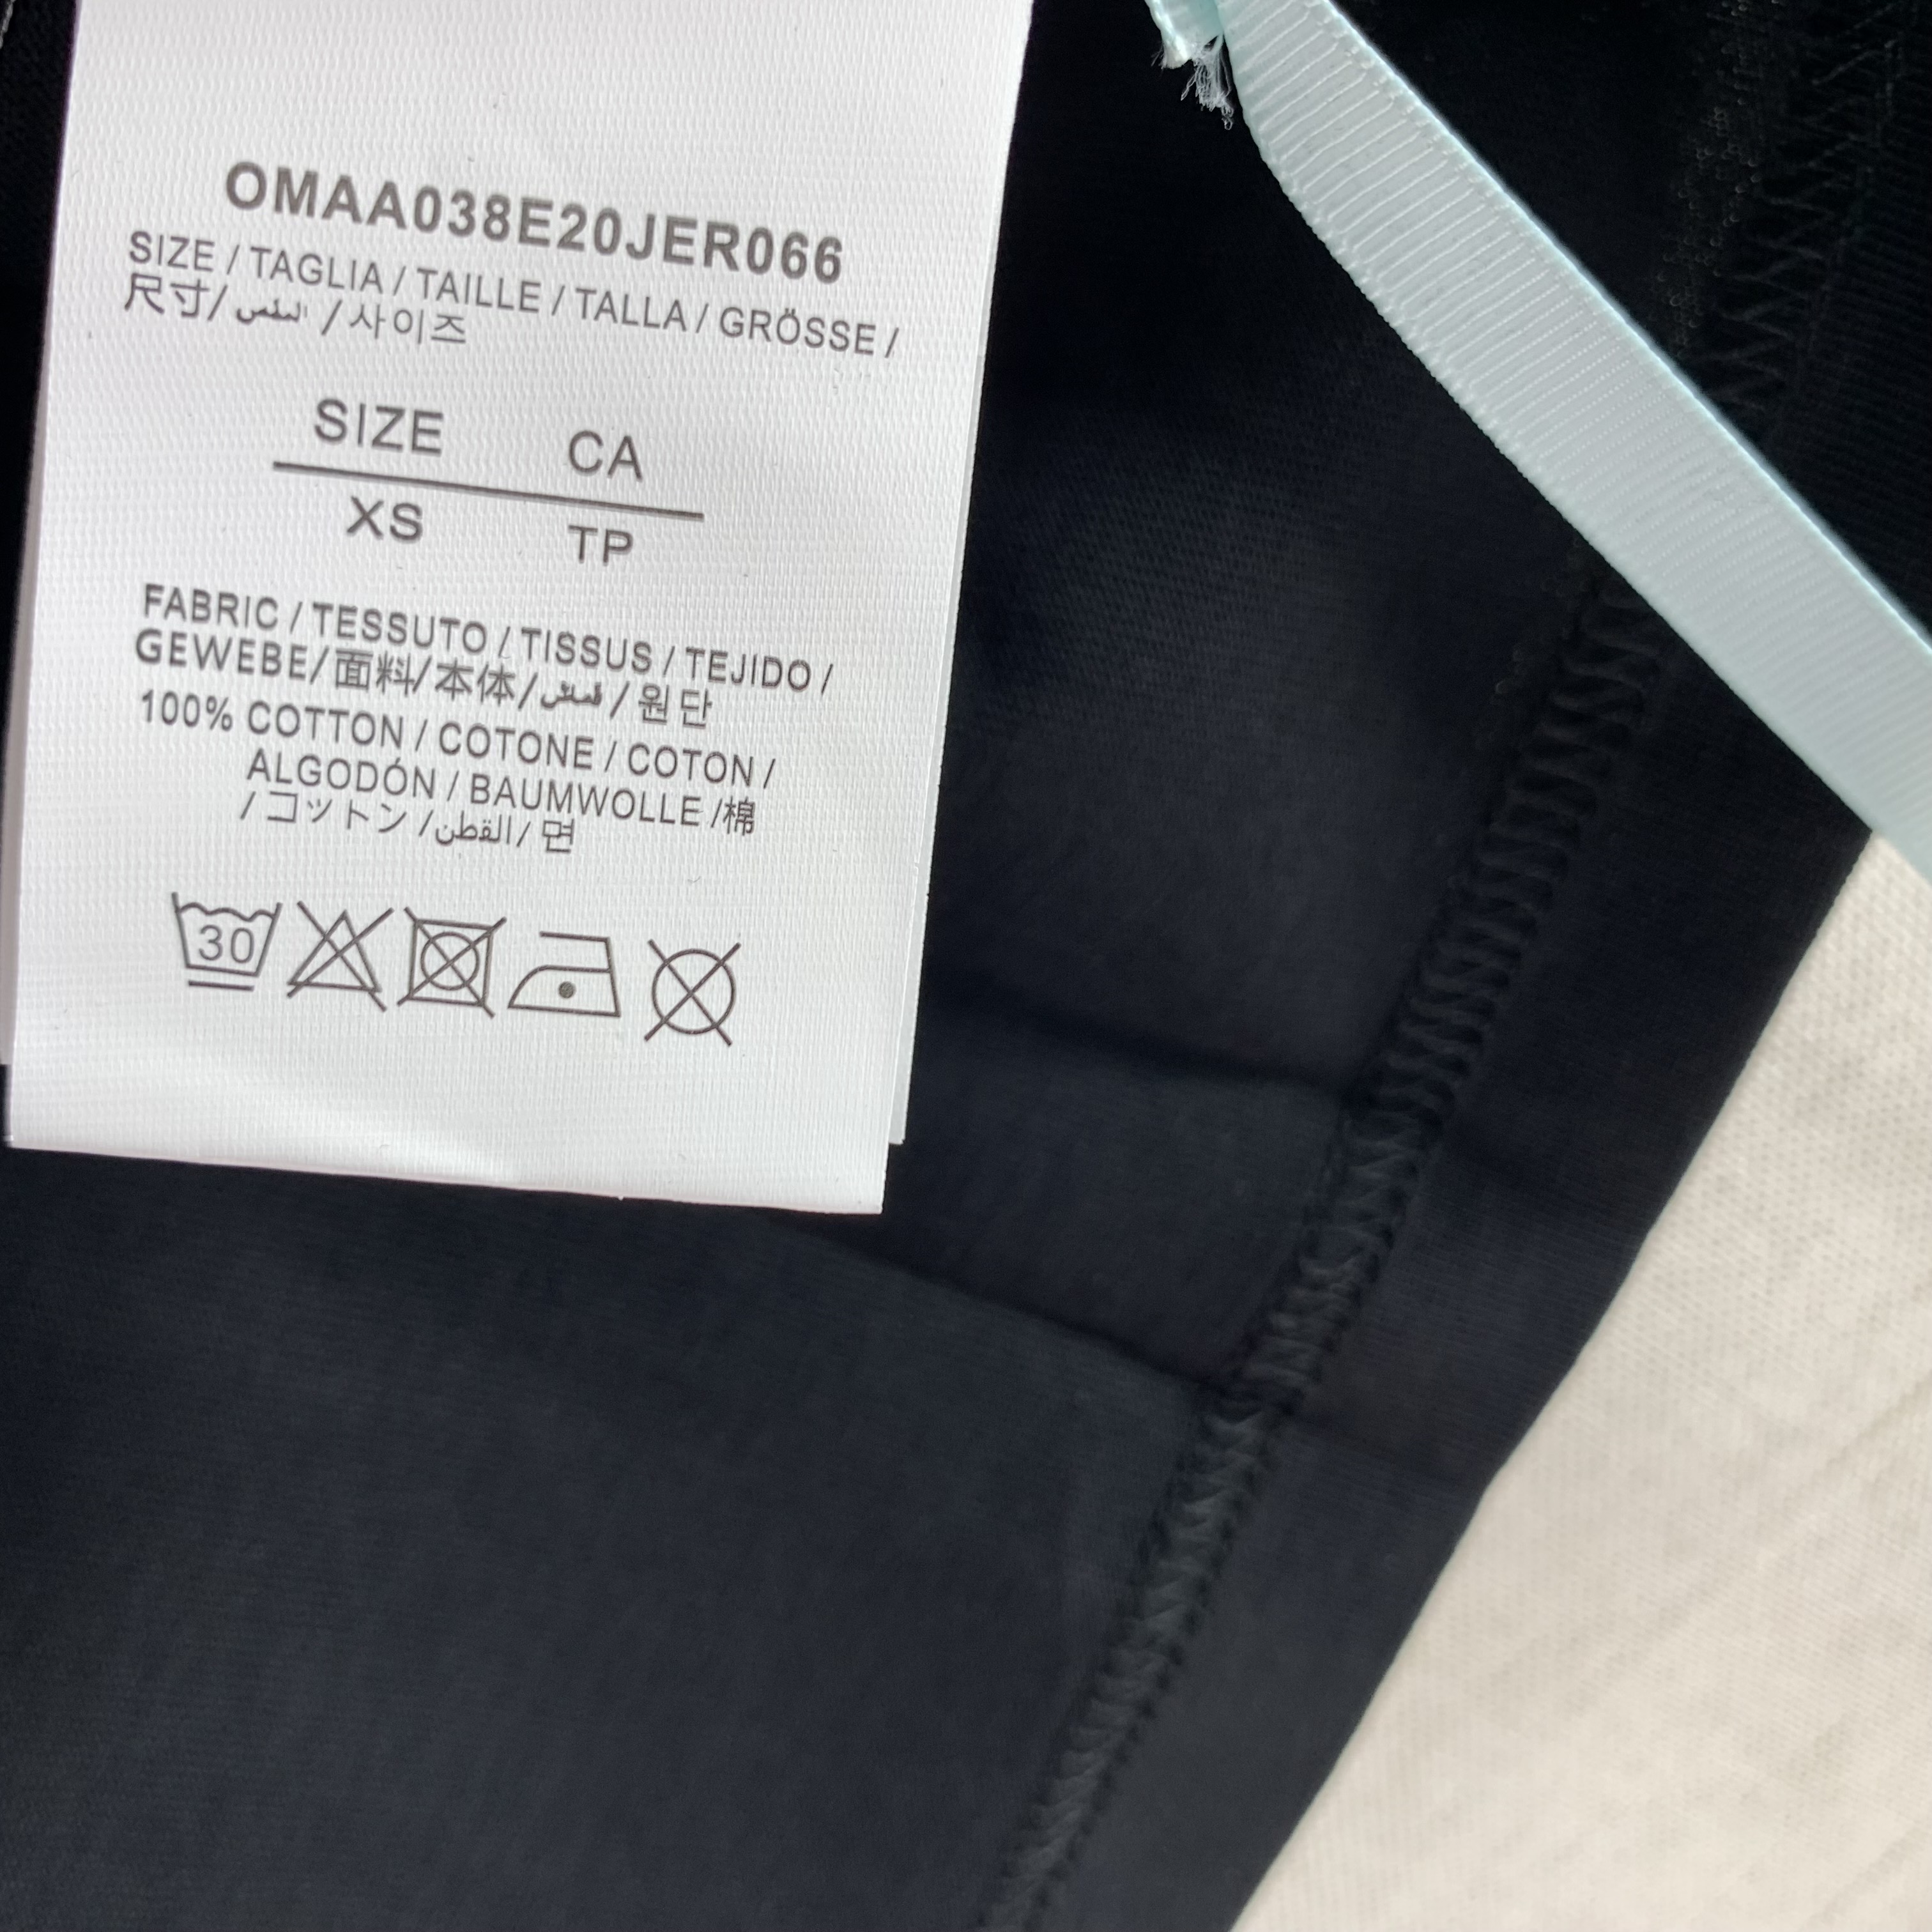 OMAA038E20JER066
SIZE / TAGLIA / TAILLE / TALLA / GRÖSSE /
尺寸/ / 사이즈
SIZE CA
XS TP
FABRIC / TESSUTO / TISSUS / TEJIDO /
GEWEBE/面料/本体/ / 원단
100% COTTON / COTONE / COTON /
ALGODÓN / BAUMWOLLE /棉
/コットン /القطن/ 면
30